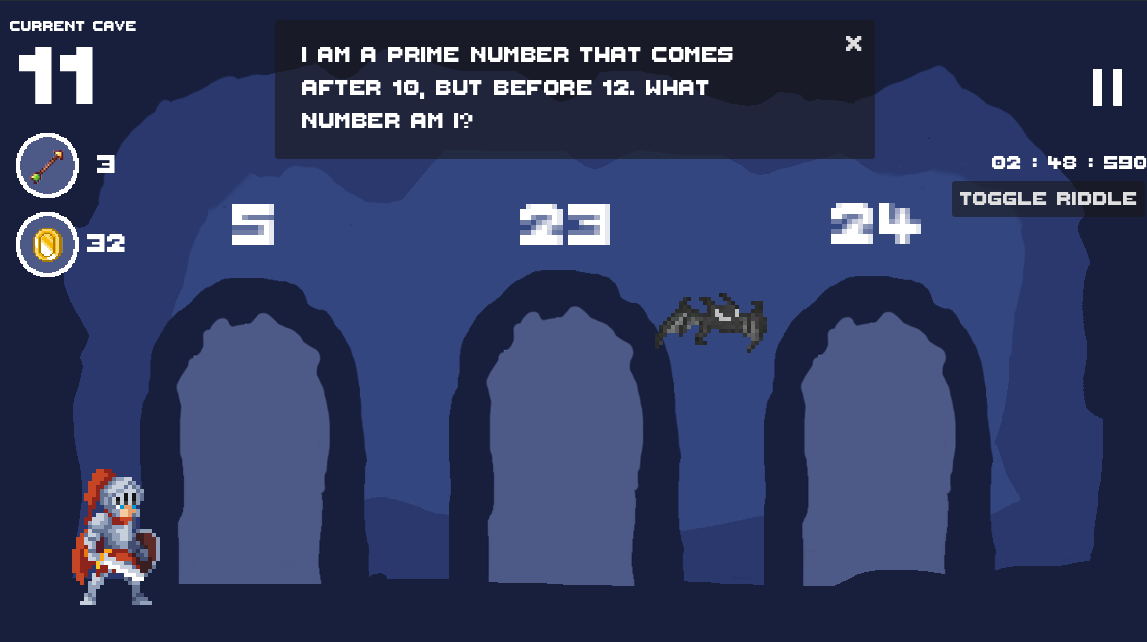 CURRENT CAVE
11
I AM A PRIME NUMBER THAT COMES
AFTER 10, BUT BEFORE 12. WHAT
NUMBER AM I?
X
3
32
02 : 48 : 590
TOGGLE RIDDLE
5
23
24